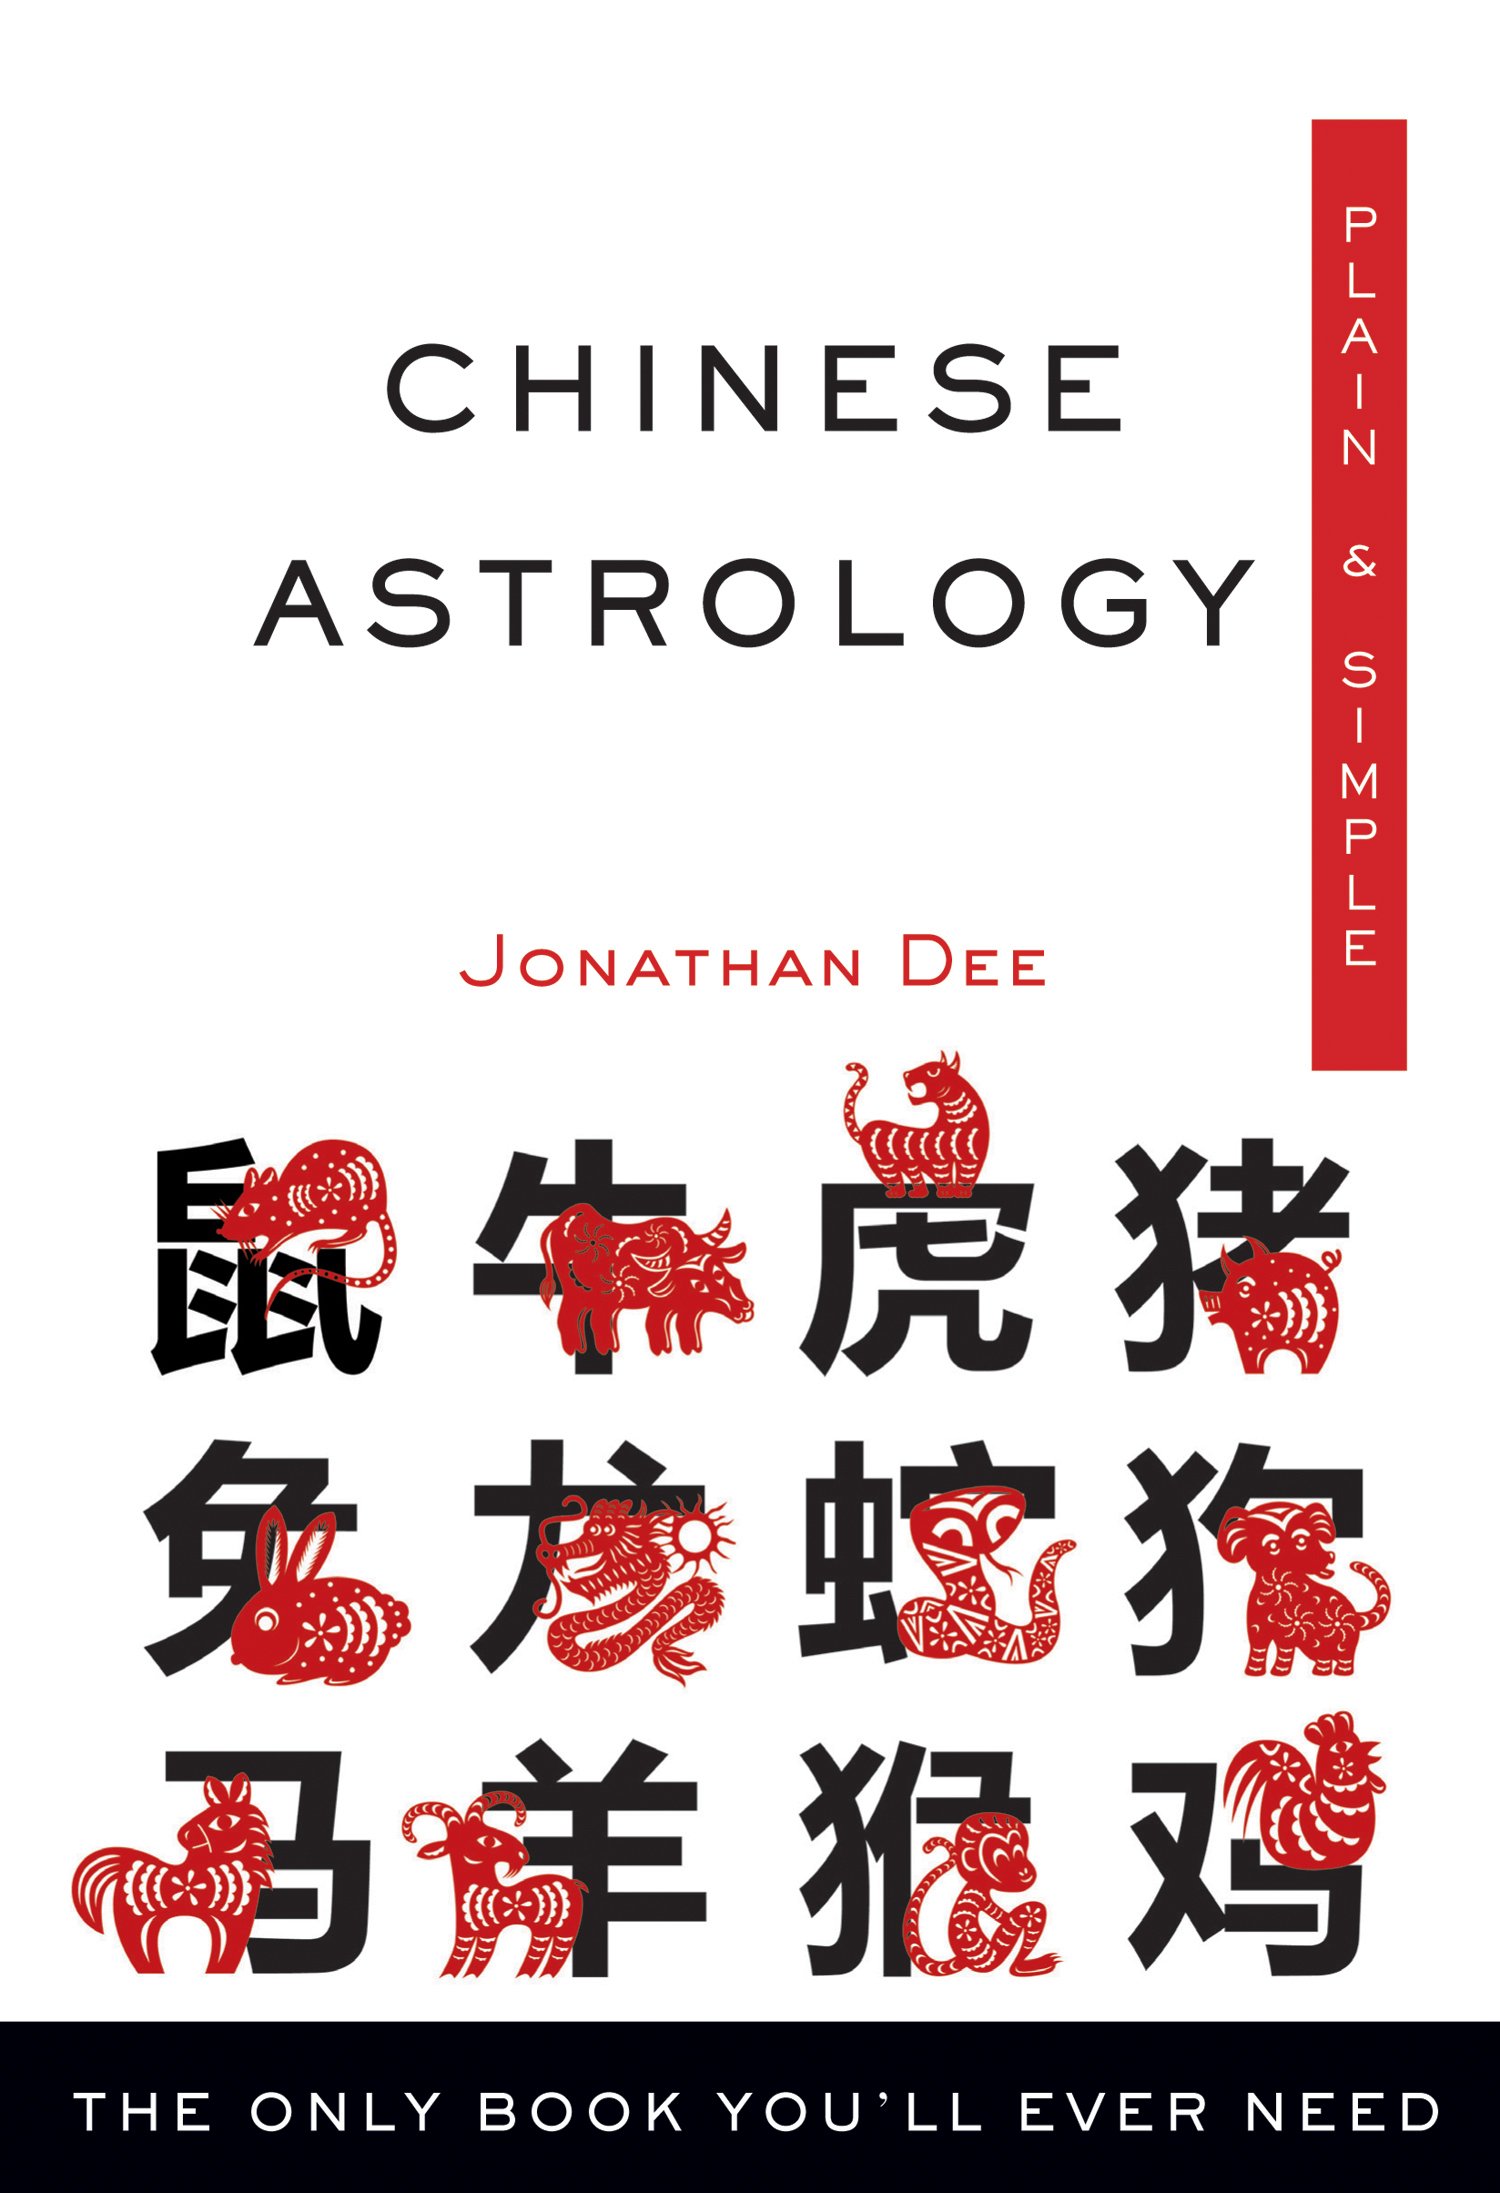 CHINESE
ASTROLOGY
PLAIN & SIMPLE
JONATHAN DEE
鼠 牛 虎 猪
兔 龙 蛇 狗
马 羊 猴 鸡
THE ONLY BOOK YOU'LL EVER NEED